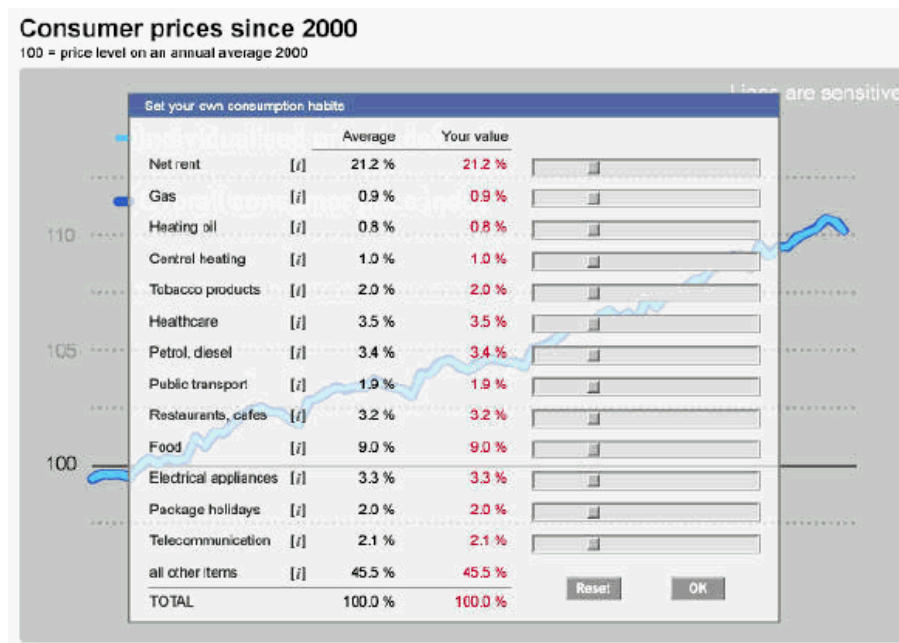 Consumer prices since 2000
100 = price level on an annual average 2000
Lines are sensitive
Set your own consumption habits
Average Your value
Net rent [i] 21.2 % 21.2 %
Gas [i] 0.9 % 0.9 %
Heating oil [i] 0.8 % 0.8 %
110
Central heating [i] 1.0 % 1.0 %
Tobacco products [i] 2.0 % 2.0 %
Healthcare [i] 3.5 % 3.5 %
105
Petrol, diesel [i] 3.4 % 3.4 %
Public transport [i] 1.9 % 1.9 %
Restaurants, cafes [i] 3.2 % 3.2 %
Food [i] 9.0 % 9.0 %
100
Electrical appliances [i] 3.3 % 3.3 %
Package holidays [i] 2.0 % 2.0 %
Telecommunication [i] 2.1 % 2.1 %
all other items [i] 45.5 % 45.5 %
Reset OK
TOTAL 100.0 % 100.0 %